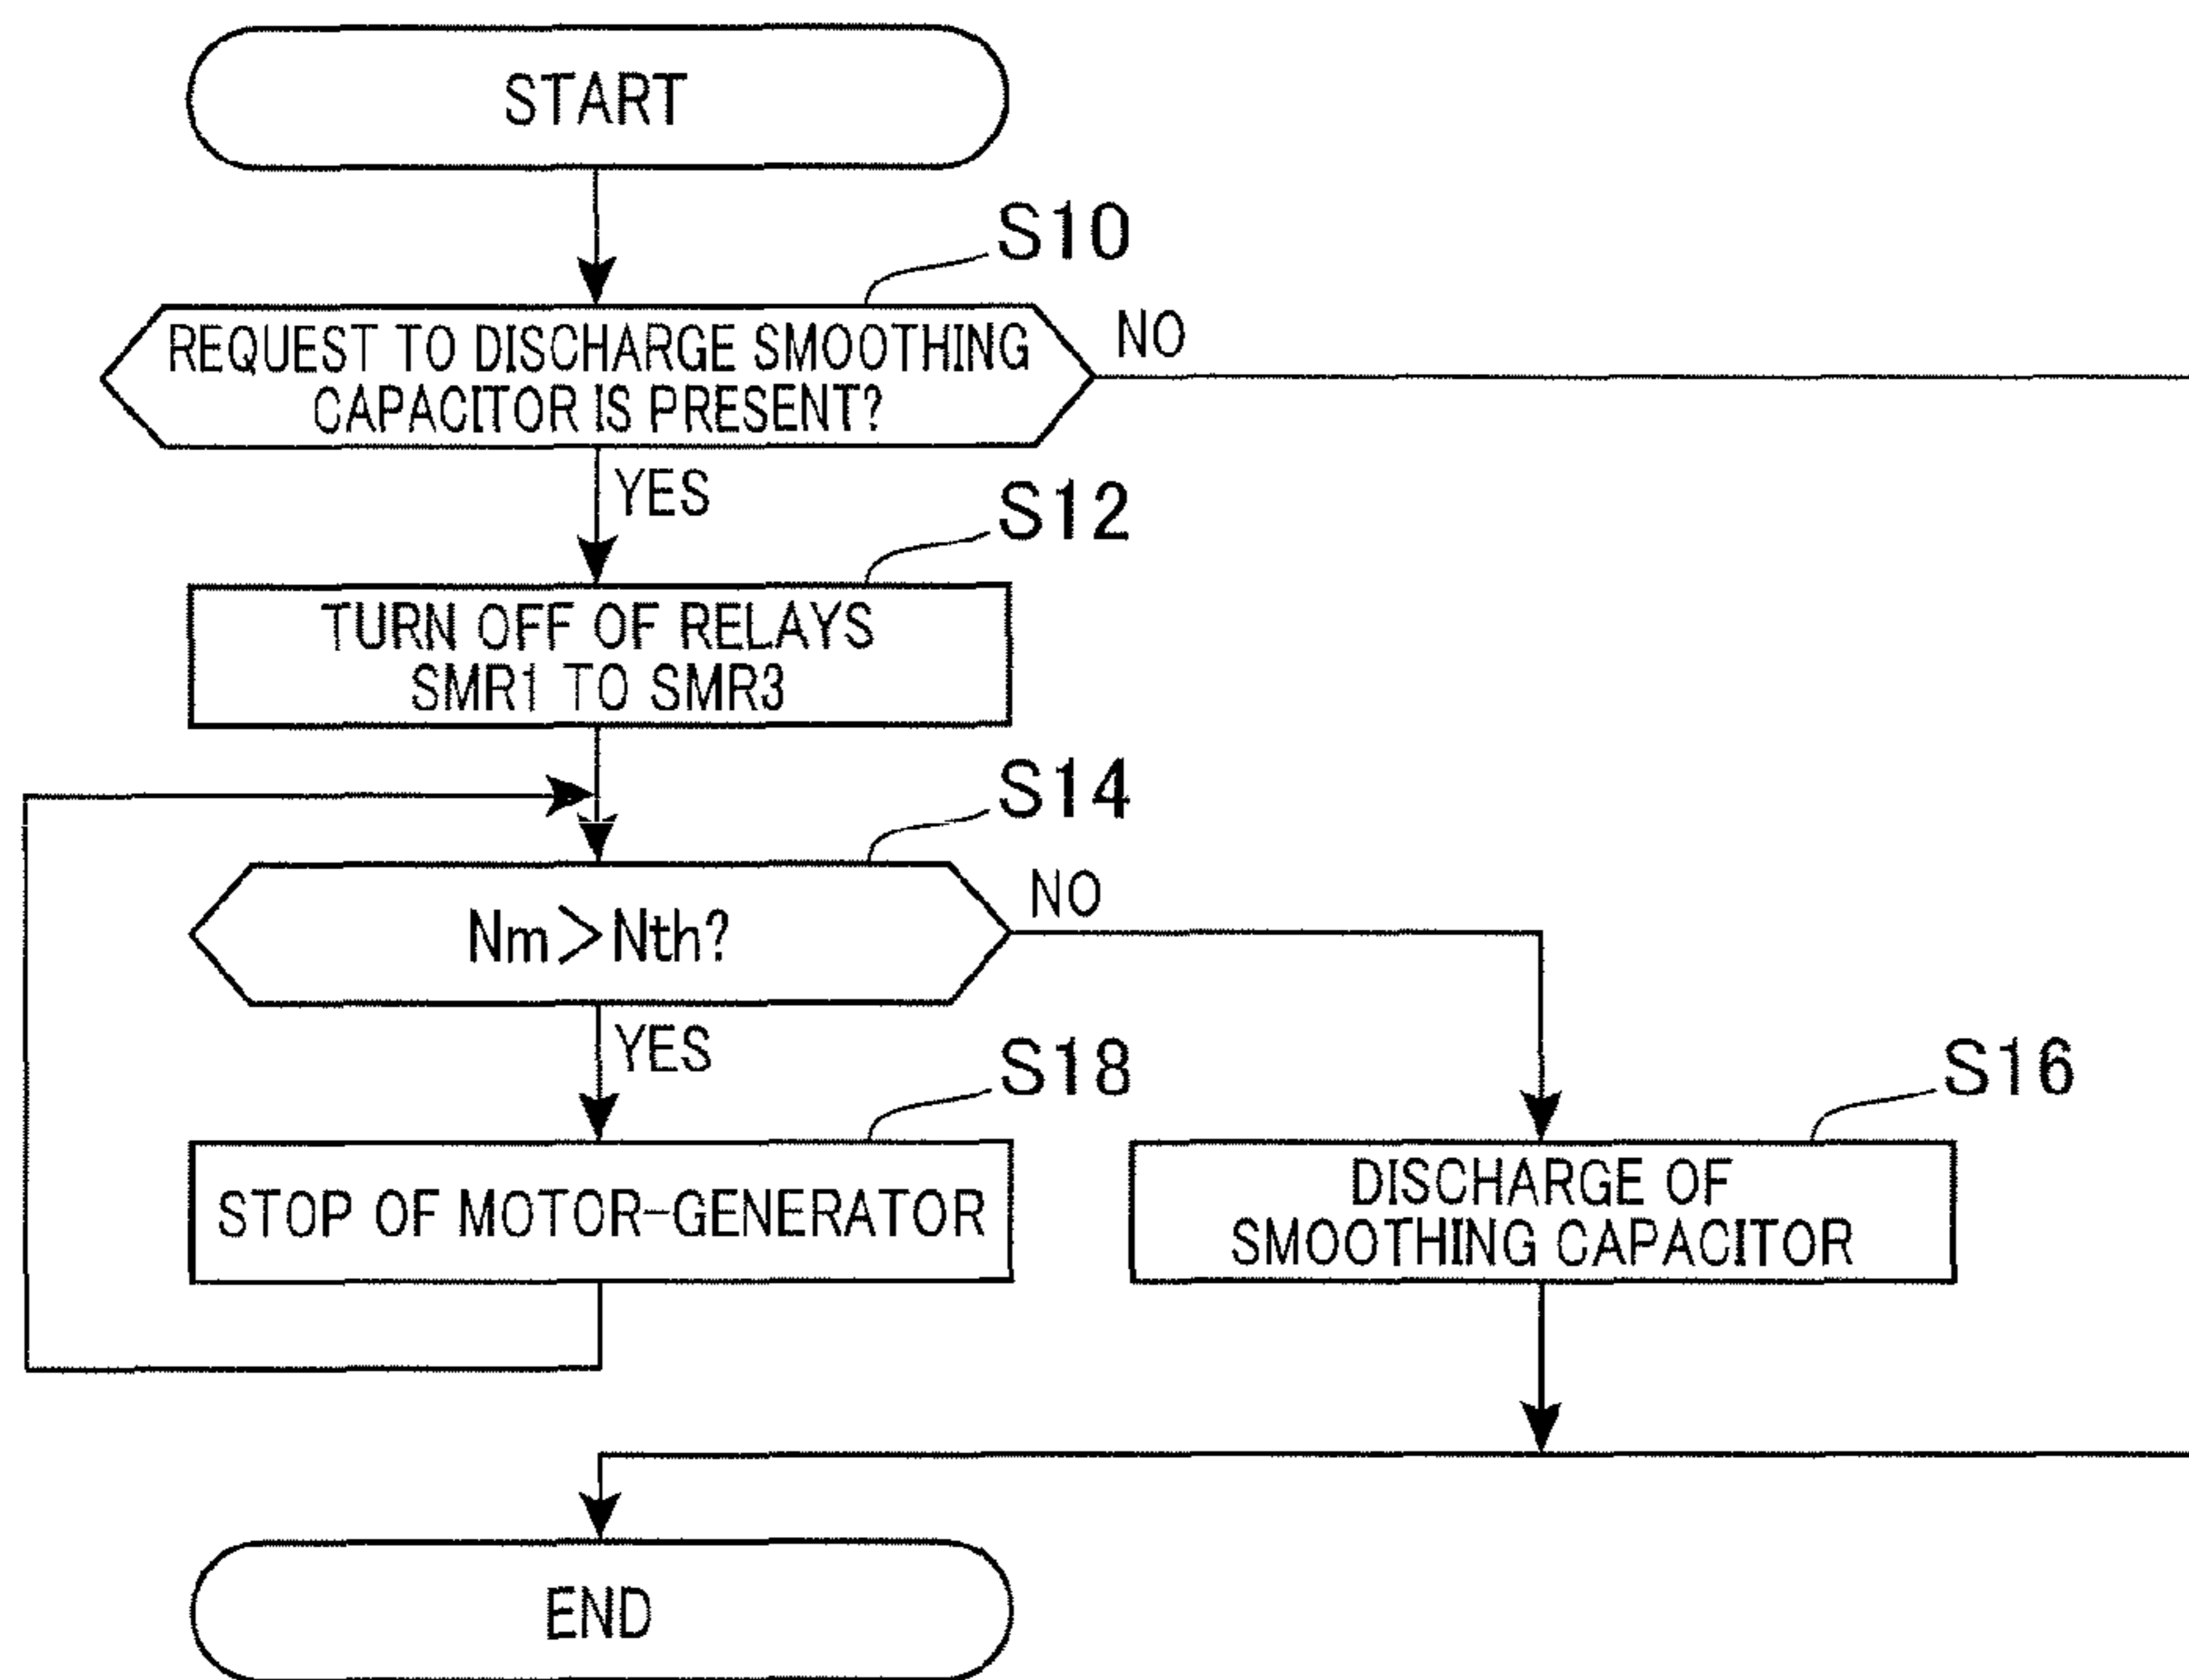 START
S10
REQUEST TO DISCHARGE SMOOTHING
CAPACITOR IS PRESENT?
NO
YES
S12
TURN OFF OF RELAYS
SMR1 TO SMR3
S14
Nm>Nth?
NO
YES
S18
STOP OF MOTOR-GENERATOR
S16
DISCHARGE OF
SMOOTHING CAPACITOR
END